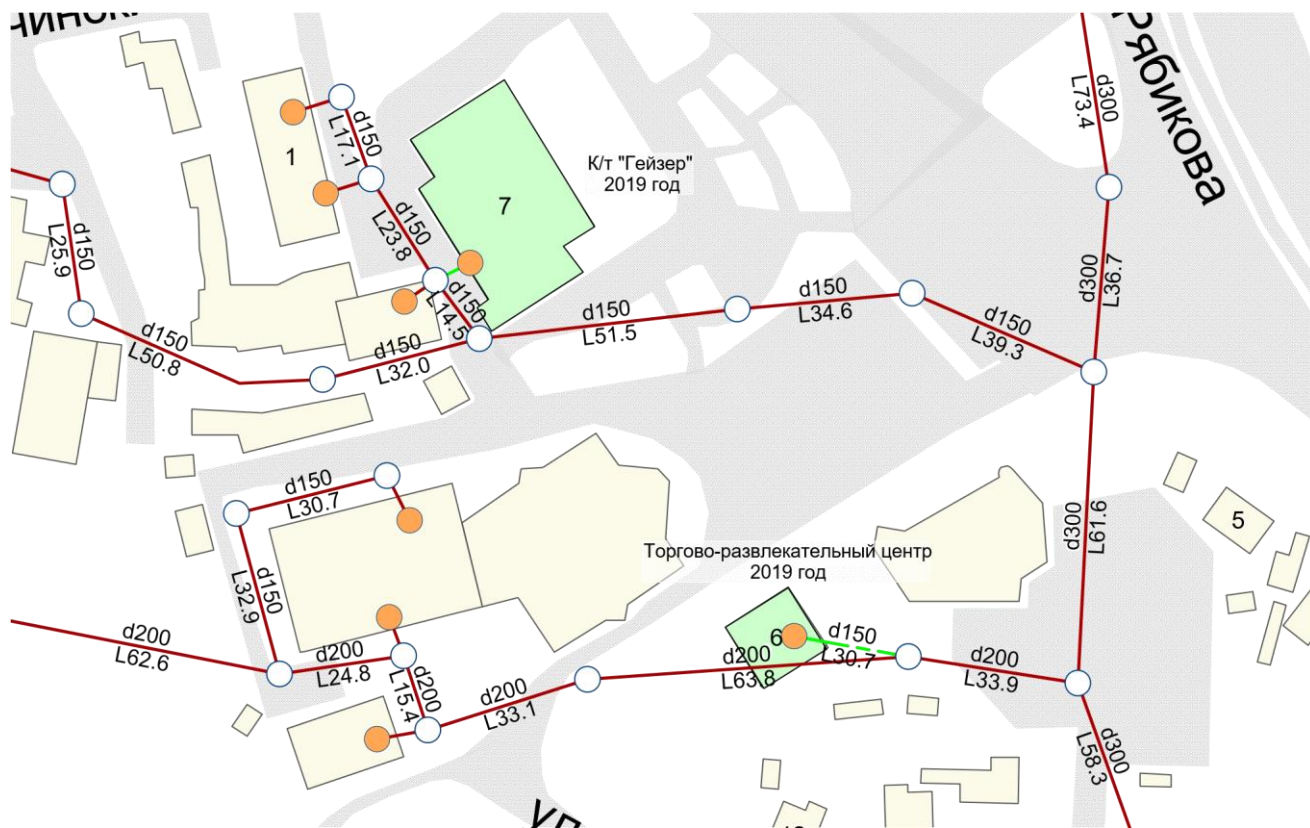 ЧИНСК
Рябикова
d300
L73.4
d150
L17.1
1
К/т "Гейзер"
2019 год
7
d150
L23.8
d150
L25.9
d150
L14.5
d300
L36.7
d150
L51.5
d150
L34.6
d150
L39.3
d150
L50.8
d150
L32.0
d150
L30.7
d300
L61.6
5
Торгово-развлекательный центр
2019 год
d150
L32.9
6
d150
L30.7
d200
L62.6
d200
L24.8
d200
L63.8
d200
L33.9
d200
L15.4
d200
L33.1
d300
L58.3
ул